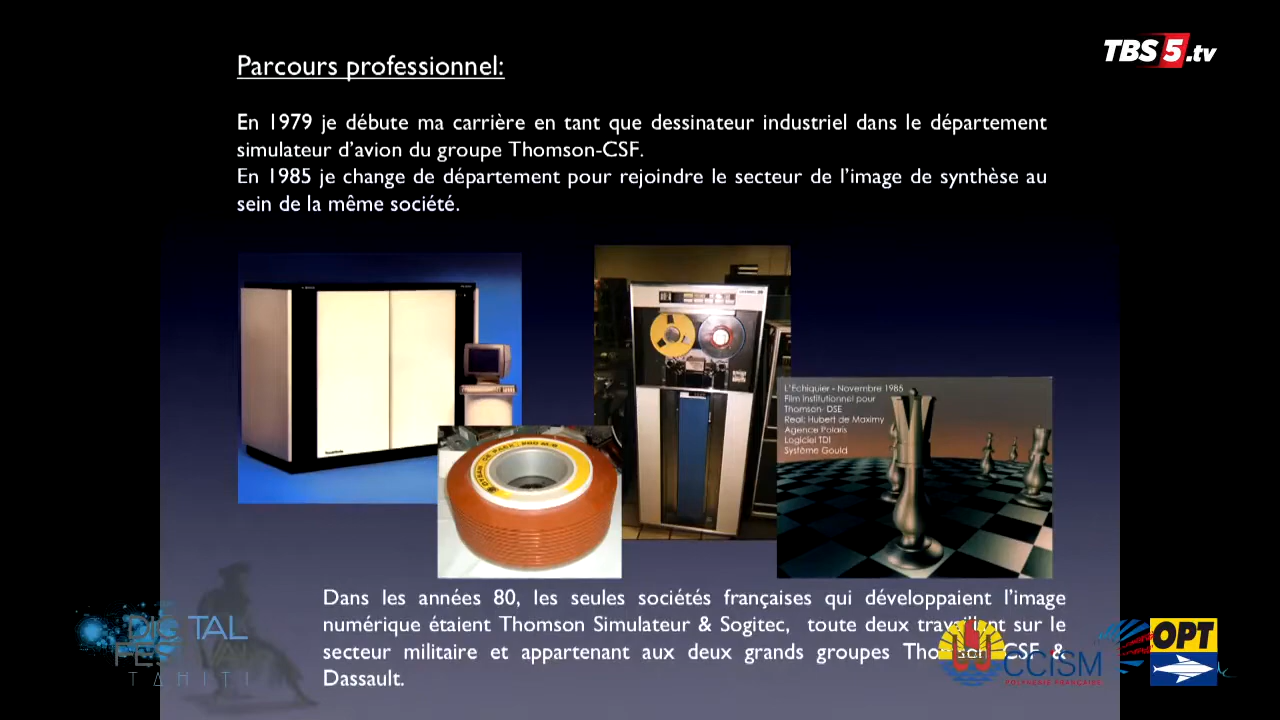 TBS 5 .tv
Parcours professionnel:
En 1979 je débute ma carrière en tant que dessinateur industriel dans le département
simulateur d’avion du groupe Thomson-CSF.
En 1985 je change de département pour rejoindre le secteur de l’image de synthèse au
sein de la même société.
L'Echiquier - Novembre 1985
Film institutionnel pour
Thomson- DSE
Real: Hubert de Maximy
Agence Polaris
Logiciel TDI
Système Gould
Dans les années 80, les seules sociétés françaises qui développaient l’image
numérique étaient Thomson Simulateur & Sogitec, toute deux travaillant sur le
secteur militaire et appartenant aux deux grands groupes Thomson CSF &
Dassault.
DIGITAL
FESTIVAL
TAHITI
CCISM
POLYNÉSIE FRANÇAISE
OPT